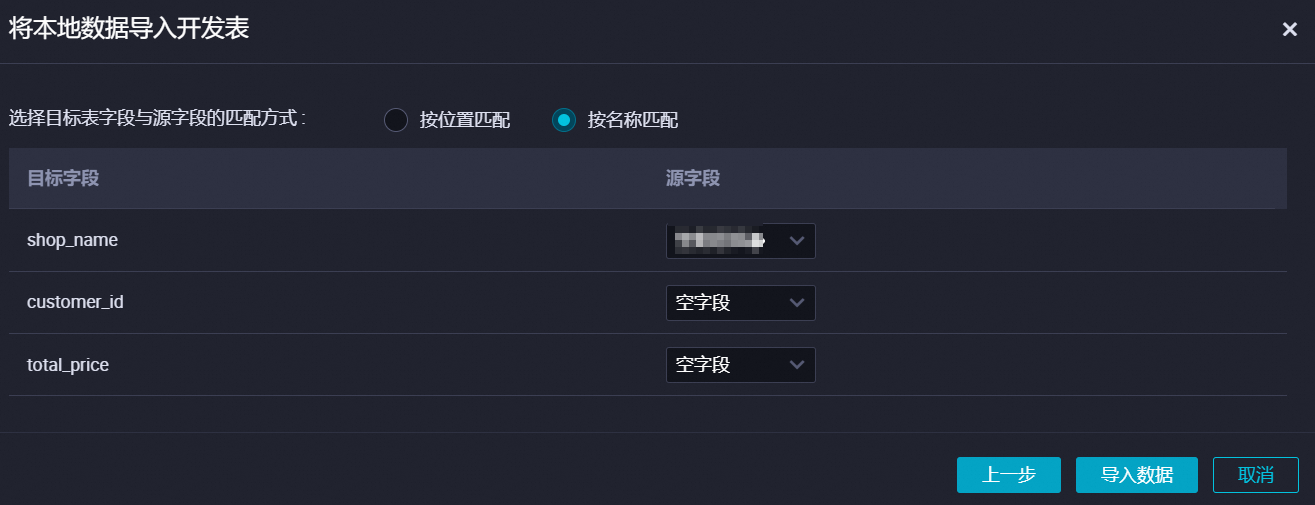 将本地数据导入开发表
选择目标表字段与源字段的匹配方式 : 按位置匹配 按名称匹配
目标字段 源字段
shop_name
customer_id 空字段
total_price 空字段
上一步 导入数据 取消